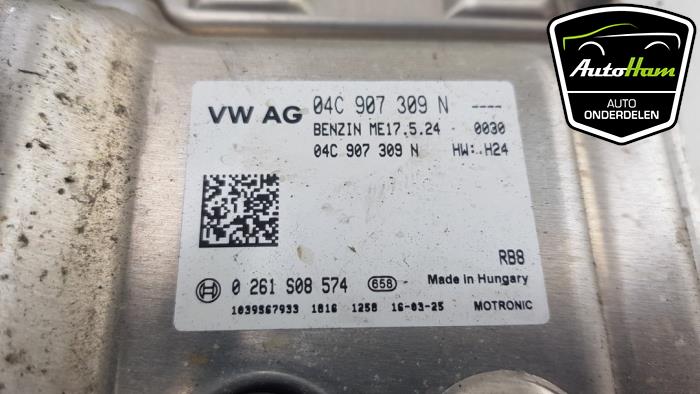 VW AG 04C 907 309 N ----
BENZIN ME17.5.24 0030
04C 907 309 N HW: H24
RB8
0 261 S08 574 658 Made in Hungary
1039567933 1816 1258 16-03-25 MOTRONIC
AUTOHAM
AUTO
ONDERDELEN